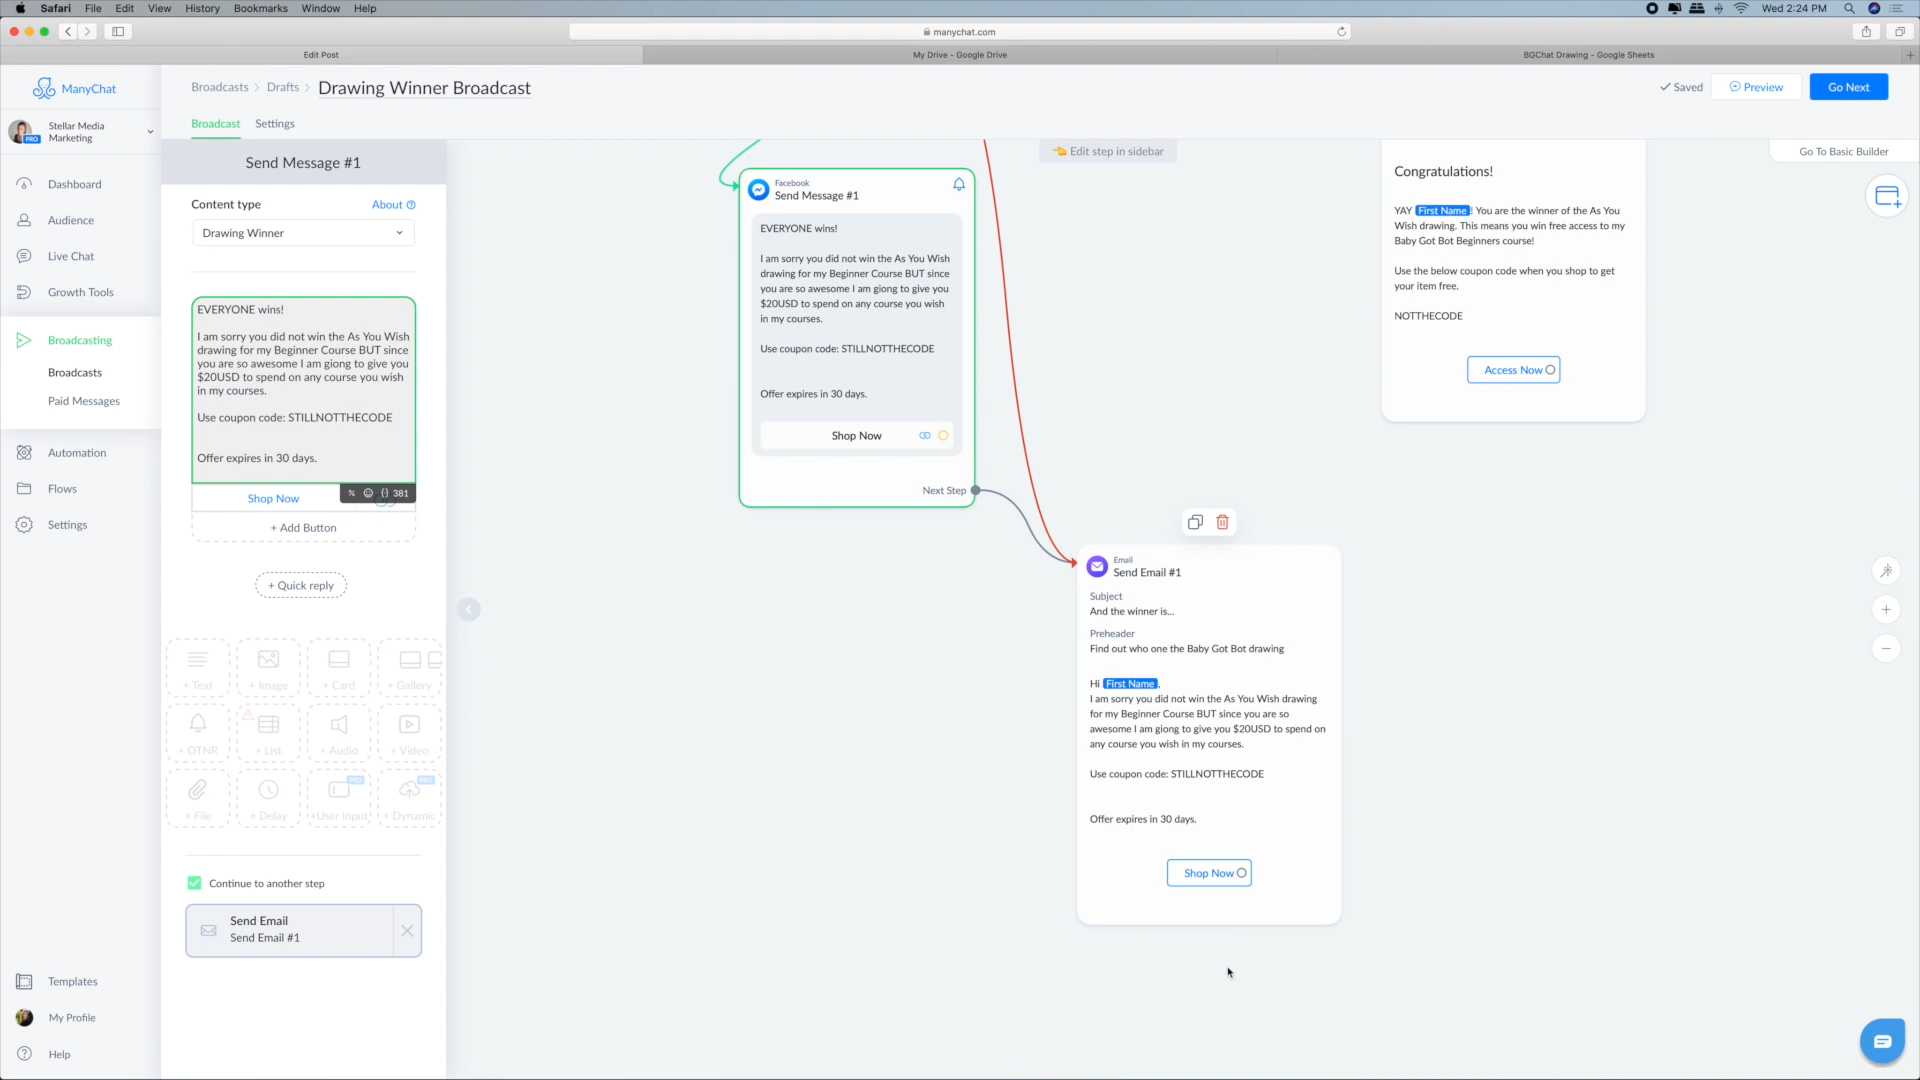 Safari File Edit View History Bookmarks Window Help
Wed 2:24 PM
manychat.com
Edit Post
My Drive - Google Drive
BGChat Drawing - Google Sheets
ManyChat
Broadcasts > Drafts > Drawing Winner Broadcast
Saved
Preview
Go Next
Stellar Media
Marketing
PRO
Broadcast Settings
Dashboard
Audience
Live Chat
Growth Tools
Broadcasting
Broadcasts
Paid Messages
Automation
Flows
Settings
Templates
My Profile
Help
Send Message #1
Content type
About
Drawing Winner
EVERYONE wins!
I am sorry you did not win the As You Wish
drawing for my Beginner Course BUT since
you are so awesome I am giong to give you
$20USD to spend on any course you wish
in my courses.
Use coupon code: STILLNOTTHECODE
Offer expires in 30 days.
Shop Now
{} 381
+ Add Button
+ Quick reply
+ Text
+ Image
+ Card
+ Gallery
+ OTNR
+ List
+ Audio
+ Video
+ File
+ Delay
PRO
+User Input
PRO
+ Dynamic
Continue to another step
Send Email
Send Email #1
Facebook
Send Message #1
EVERYONE wins!
I am sorry you did not win the As You Wish
drawing for my Beginner Course BUT since
you are so awesome I am giong to give you
$20USD to spend on any course you wish
in my courses.
Use coupon code: STILLNOTTHECODE
Offer expires in 30 days.
Shop Now
Next Step
Edit step in sidebar
Email
Send Email #1
Subject
And the winner is...
Preheader
Find out who one the Baby Got Bot drawing
Hi First Name,
I am sorry you did not win the As You Wish drawing
for my Beginner Course BUT since you are so
awesome I am giong to give you $20USD to spend on
any course you wish in my courses.
Use coupon code: STILLNOTTHECODE
Offer expires in 30 days.
Shop Now
Congratulations!
YAY First Name! You are the winner of the As You
Wish drawing. This means you win free access to my
Baby Got Bot Beginners course!
Use the below coupon code when you shop to get
your item free.
NOTTHECODE
Access Now
Go To Basic Builder